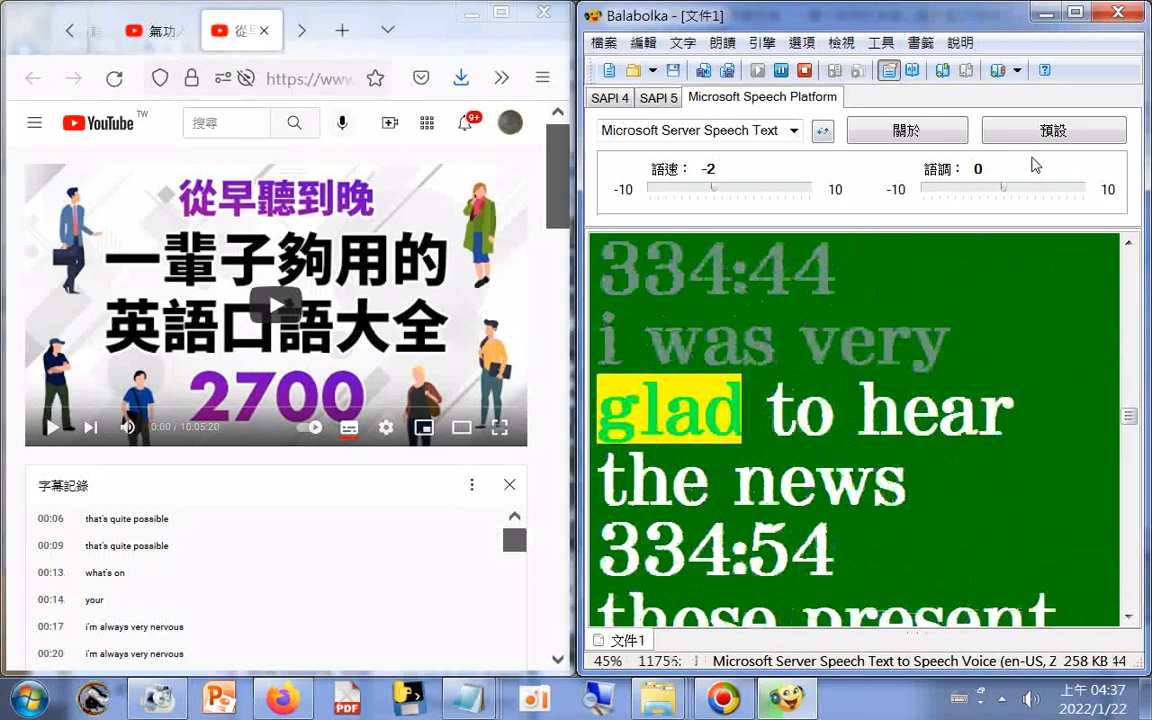 氣功
從
https://www
YouTube TW
搜尋
9+
從早聽到晚
一輩子夠用的
英語口語大全
2700
0:00 / 10:05:20
字幕記錄
00:06 that's quite possible
00:09 that's quite possible
00:13 what's on
00:14 your
00:17 i'm always very nervous
00:20 i'm always very nervous
Balabolka - [文件1]
檔案 編輯 文字 朗讀 引擎 選項 檢視 工具 書籤 說明
SAPI 4 SAPI 5 Microsoft Speech Platform
Microsoft Server Speech Text 關於 預設
語速： -2 語調： 0
-10 10 -10 10
334:44
i was very
glad to hear
the news
334:54
those present
文件1
45% Microsoft Server Speech Text to Speech Voice (en-US, Z 258 KB 44
PDF
上午 04:37
2022/1/22